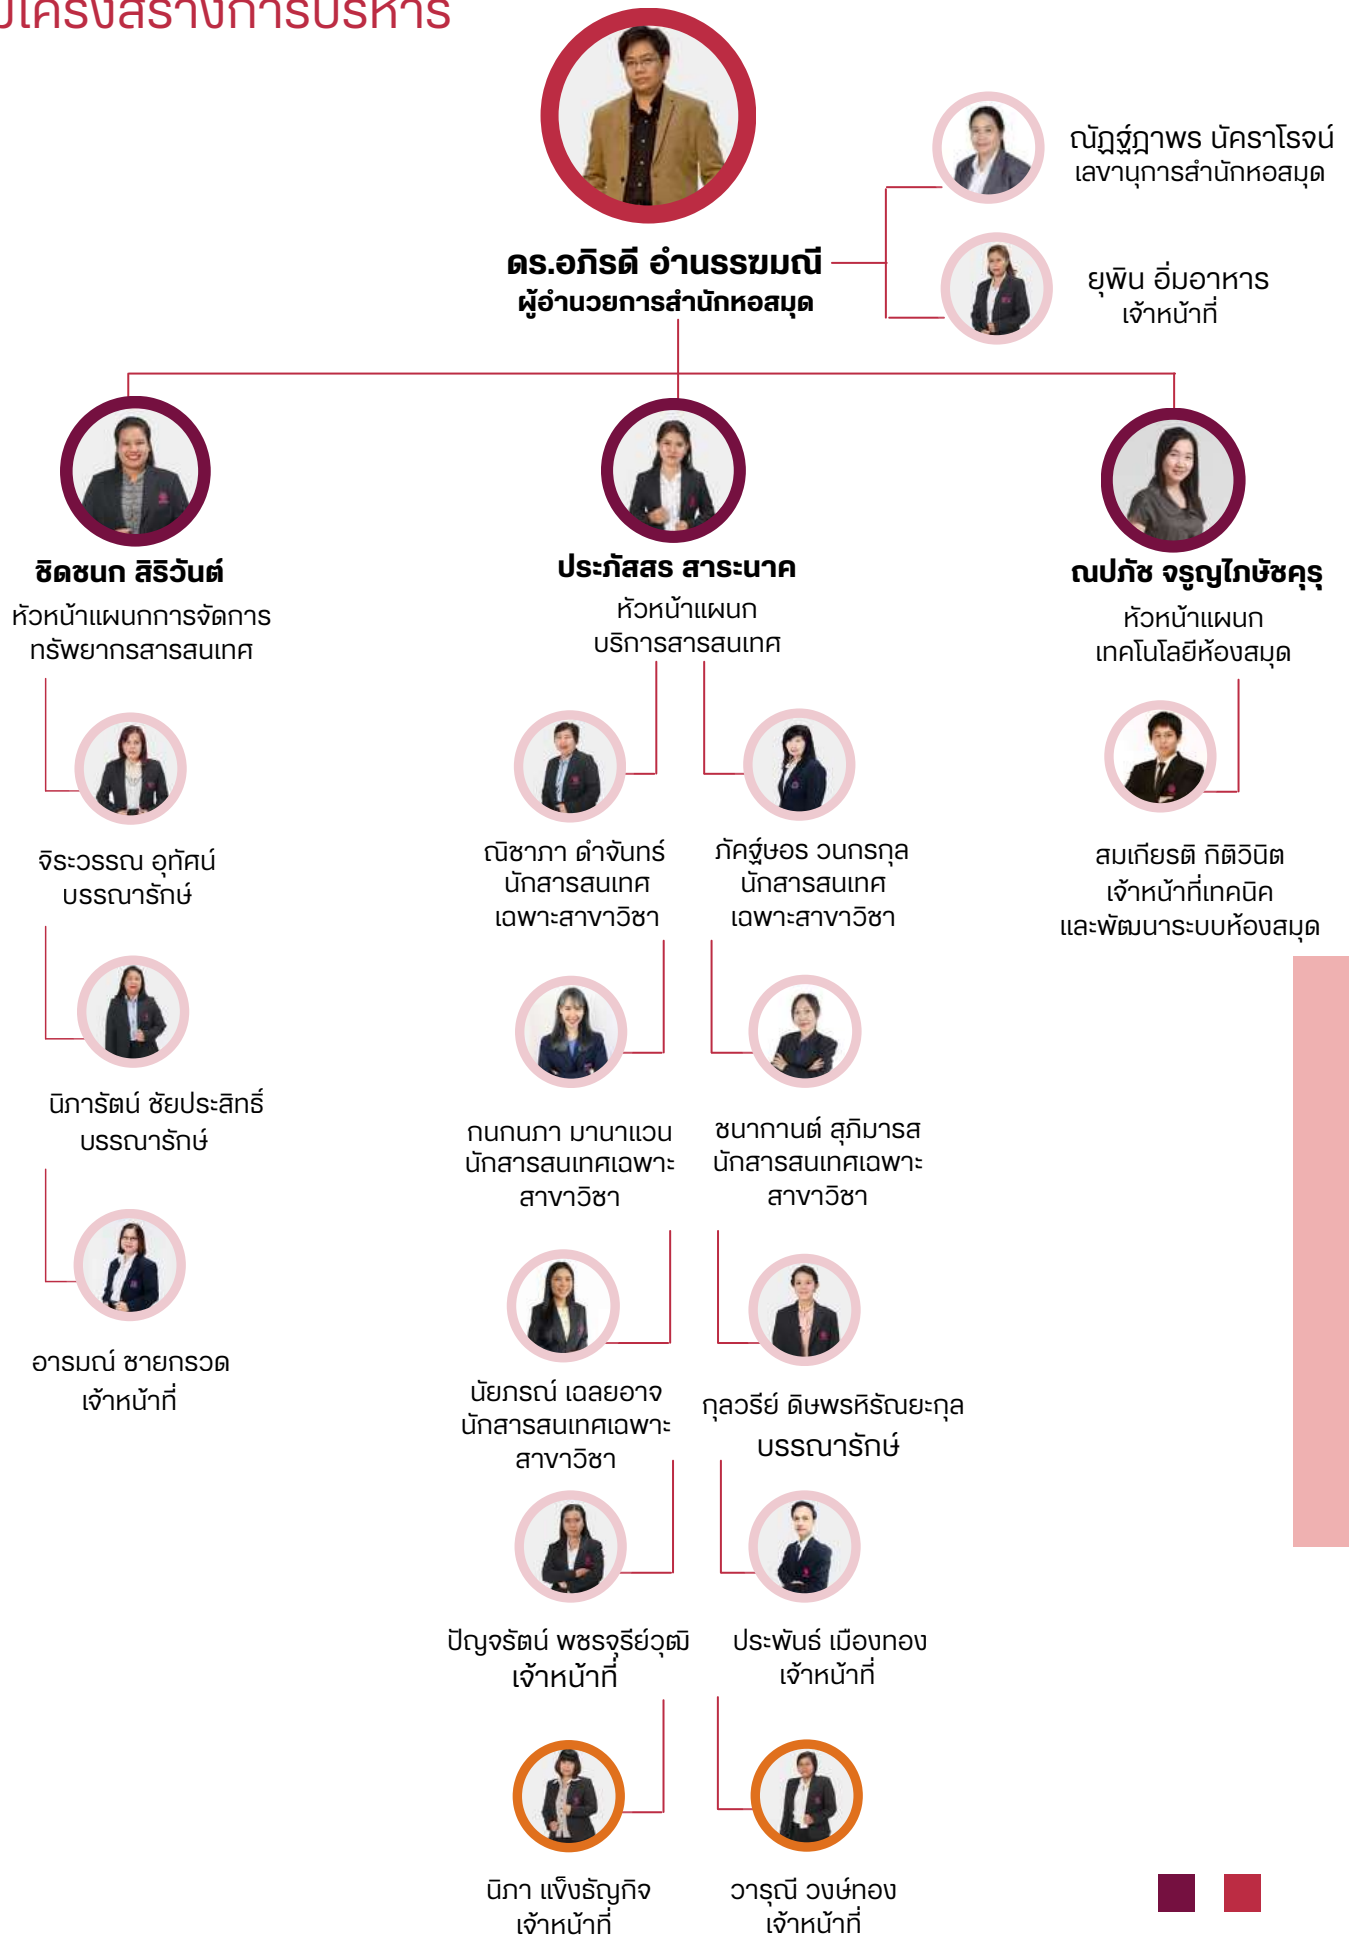 โครงสร้างการบริหาร
ดร.อภิรดี อำนรรฆมณี
ผู้อำนวยการสำนักหอสมุด
ณัฏฐ์ฎาพร นัคราโรจน์
เลขานุการสำนักหอสมุด
ยุพิน อิ่มอาหาร
เจ้าหน้าที่
ชิดชนก สิริวันต์
หัวหน้าแผนกการจัดการ
ทรัพยากรสารสนเทศ
จิระวรรณ อุทัศน์
บรรณารักษ์
นิภารัตน์ ชัยประสิทธิ์
บรรณารักษ์
อารมณ์ ชายกรวด
เจ้าหน้าที่
ประภัสสร สาระนาค
หัวหน้าแผนก
บริการสารสนเทศ
ณิชาภา ดำจันทร์
นักสารสนเทศ
เฉพาะสาขาวิชา
ภัคฐ์ษอร วนกรกุล
นักสารสนเทศ
เฉพาะสาขาวิชา
กนกนภา มานาแวน
นักสารสนเทศเฉพาะ
สาขาวิชา
ชนากานต์ สุภิมารส
นักสารสนเทศเฉพาะ
สาขาวิชา
นัยภรณ์ เฉลยอาจ
นักสารสนเทศเฉพาะ
สาขาวิชา
กุลวรีย์ ดิษพรหิรัณยะกุล
บรรณารักษ์
ปัญจรัตน์ พชรจุรีย์วุฒิ
เจ้าหน้าที่
ประพันธ์ เมืองทอง
เจ้าหน้าที่
นิภา แข็งธัญกิจ
เจ้าหน้าที่
วารุณี วงษ์ทอง
เจ้าหน้าที่
ณปภัช จรูญไภษัชคุรุ
หัวหน้าแผนก
เทคโนโลยีห้องสมุด
สมเกียรติ กิติวินิต
เจ้าหน้าที่เทคนิค
และพัฒนาระบบห้องสมุด